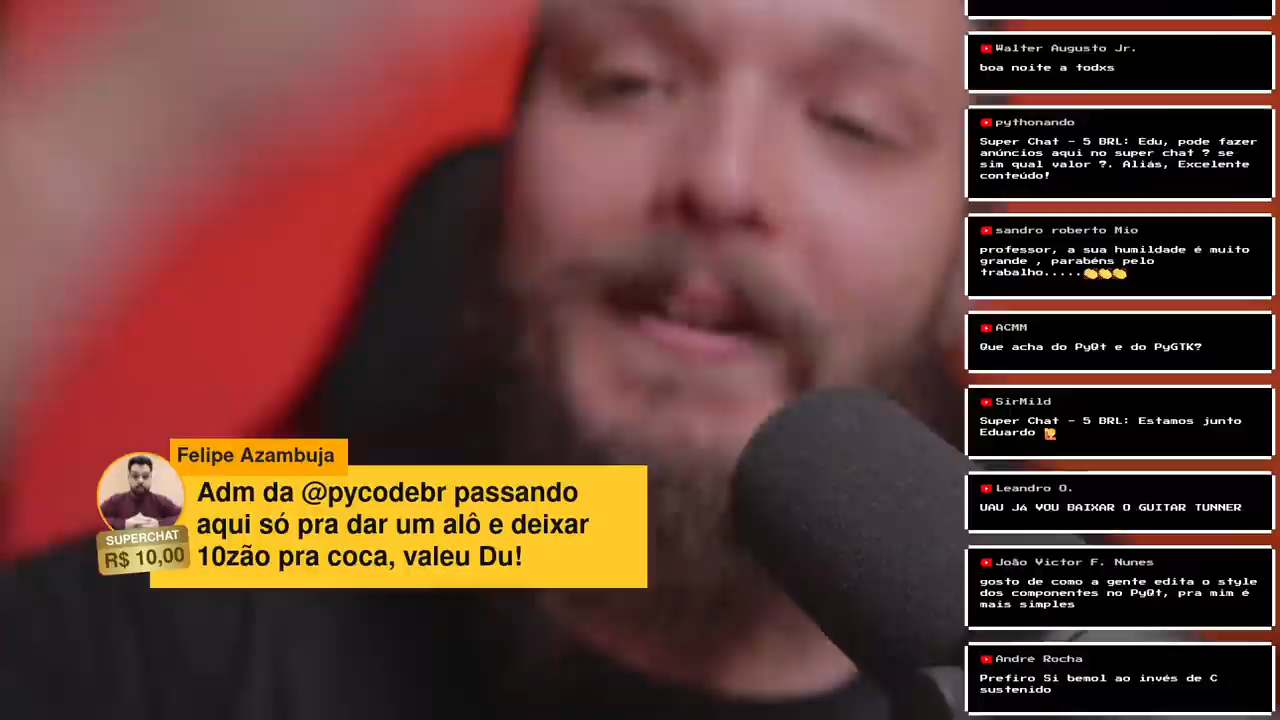 Felipe Azambuja
Adm da @pycodebr passando
aqui só pra dar um alô e deixar
10zão pra coca, valeu Du!
SUPERCHAT
R$ 10,00
Walter Augusto Jr.
boa noite a todxs
pythonando
Super Chat - 5 BRL: Edu, pode fazer
anúncios aqui no super chat ? se
sim qual valor ?. Aliás, Excelente
conteúdo!
sandro roberto Mio
professor, a sua humildade é muito
grande , parabéns pelo
trabalho.....👏👏👏
ACMM
Que acha do PyQt e do PyGTK?
SirMild
Super Chat - 5 BRL: Estamos junto
Eduardo
Leandro O.
UAU JÁ VOU BAIXAR O GUITAR TUNNER
João Victor F. Nunes
gosto de como a gente edita o style
dos componentes no PyQt, pra mim é
mais simples
André Rocha
Prefiro Si bemol ao invés de C
sustenido